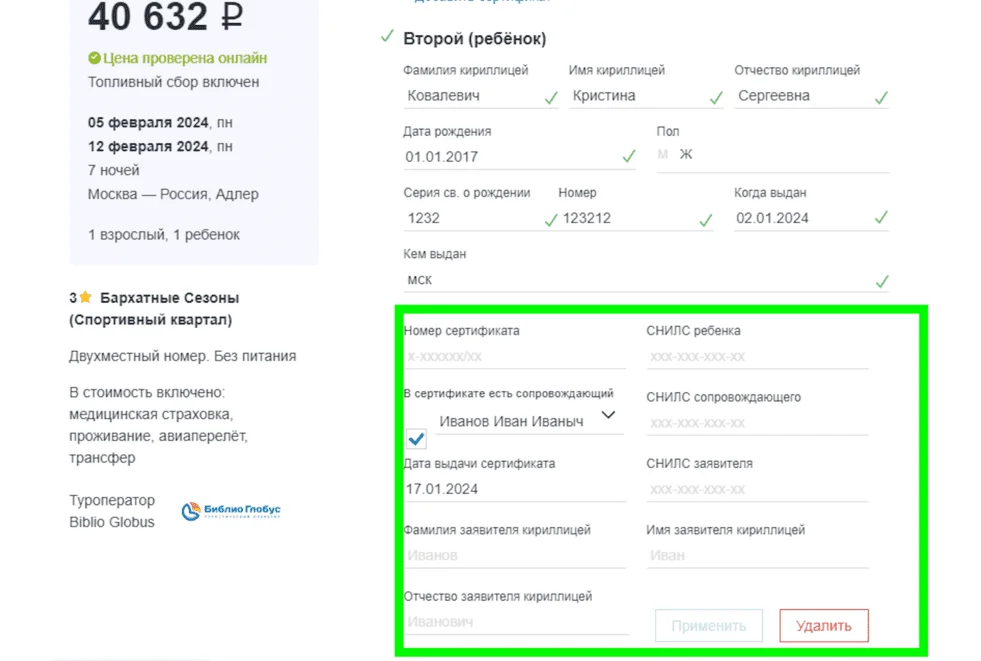 40 632 ₽
Цена проверена онлайн
Топливный сбор включен
05 февраля 2024, пн
12 февраля 2024, пн
7 ночей
Москва — Россия, Адлер
1 взрослый, 1 ребенок
3 Бархатные Сезоны
(Спортивный квартал)
Двухместный номер. Без питания
В стоимость включено:
медицинская страховка,
проживание, авиаперелёт,
трансфер
Туроператор
Biblio Globus
Библио Глобус
Второй (ребёнок)
Фамилия кириллицей Имя кириллицей Отчество кириллицей
Ковалевич Кристина Сергеевна
Дата рождения Пол
01.01.2017 М Ж
Серия св. о рождении Номер Когда выдан
1232 123212 02.01.2024
Кем выдан
мск
Номер сертификата СНИЛС ребенка
х-хххххх/хх ххх-ххх-ххх-хх
В сертификате есть сопровождающий СНИЛС сопровождающего
Иванов Иван Иваныч ххх-ххх-ххх-хх
Дата выдачи сертификата СНИЛС заявителя
17.01.2024 ххх-ххх-ххх-хх
Фамилия заявителя кириллицей Имя заявителя кириллицей
Иванов Иван
Отчество заявителя кириллицей
Иванович Применить Удалить